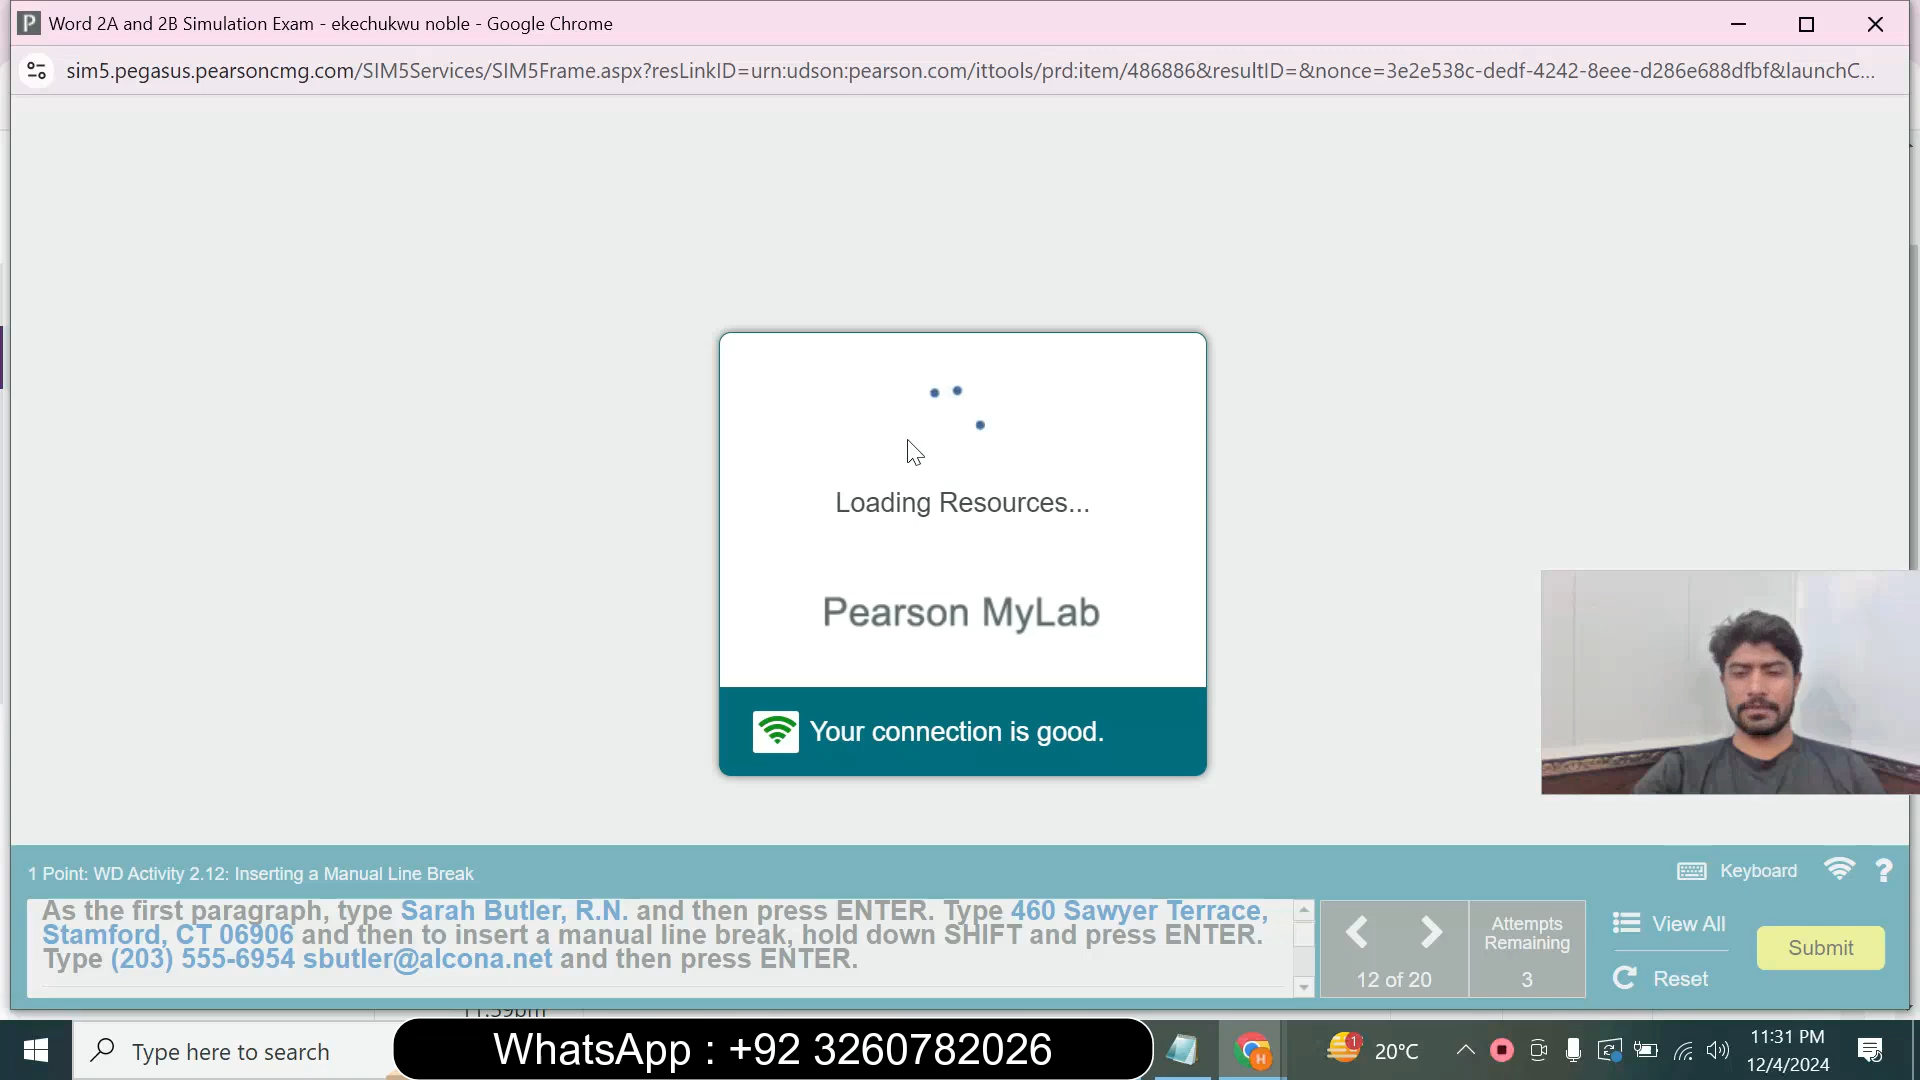 Word 2A and 2B Simulation Exam - ekechukwu noble - Google Chrome
sim5.pegasus.pearsoncmg.com/SIM5Services/SIM5Frame.aspx?resLinkID=urn:udson:pearson.com/ittools/prd:item/486886&resultID=&nonce=3e2e538c-dedf-4242-8eee-d286e688dfbf&launchC...
Loading Resources...
Pearson MyLab
Your connection is good.
1 Point: WD Activity 2.12: Inserting a Manual Line Break
Keyboard
?
As the first paragraph, type Sarah Butler, R.N. and then press ENTER. Type 460 Sawyer Terrace,
Stamford, CT 06906 and then to insert a manual line break, hold down SHIFT and press ENTER.
Type (203) 555-6954 sbutler@alcona.net and then press ENTER.
12 of 20
Attempts
Remaining
3
View All
Reset
Submit
Type here to search
WhatsApp : +92 3260782026
1
20°C
11:31 PM
12/4/2024